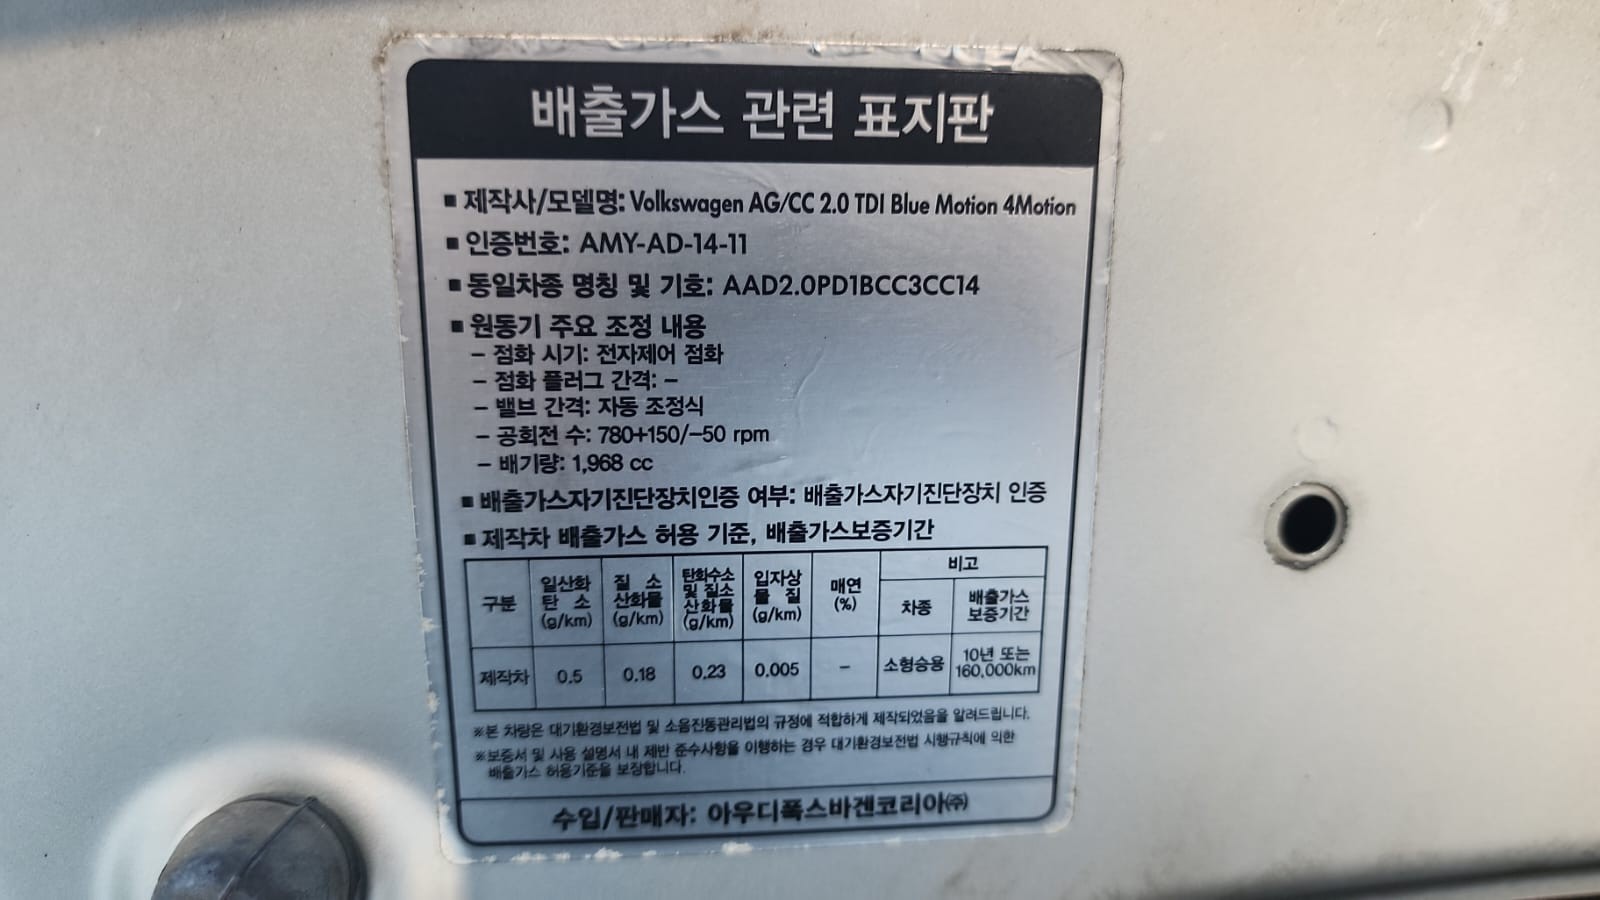 배출가스 관련 표지판
▪ 제작사/모델명: Volkswagen AG/CC 2.0 TDI Blue Motion 4Motion
▪ 인증번호: AMY-AD-14-11
▪ 동일차종 명칭 및 기호: AAD2.0PD1BCC3CC14
▪ 원동기 주요 조정 내용
– 점화 시기: 전자제어 점화
– 점화 플러그 간격: –
– 밸브 간격: 자동 조정식
– 공회전 수: 780+150/–50 rpm
– 배기량: 1,968 cc
▪ 배출가스자기진단장치인증 여부: 배출가스자기진단장치 인증
▪ 제작차 배출가스 허용 기준, 배출가스보증기간
구분 일산화탄소 (g/km) 질소산화물 (g/km) 탄화수소 및 질소산화물 (g/km) 입자상물질 (g/km) 매연 (%) 비고
차종 배출가스 보증기간
제작차 0.5 0.18 0.23 0.005 – 소형승용 10년 또는 160,000km
※본 차량은 대기환경보전법 및 소음진동관리법의 규정에 적합하게 제작되었음을 알려드립니다.
※보증서 및 사용 설명서 내 제반 준수사항을 이행하는 경우 대기환경보전법 시행규칙에 의한
배출가스 허용기준을 보장합니다.
수입/판매자: 아우디폭스바겐코리아㈜